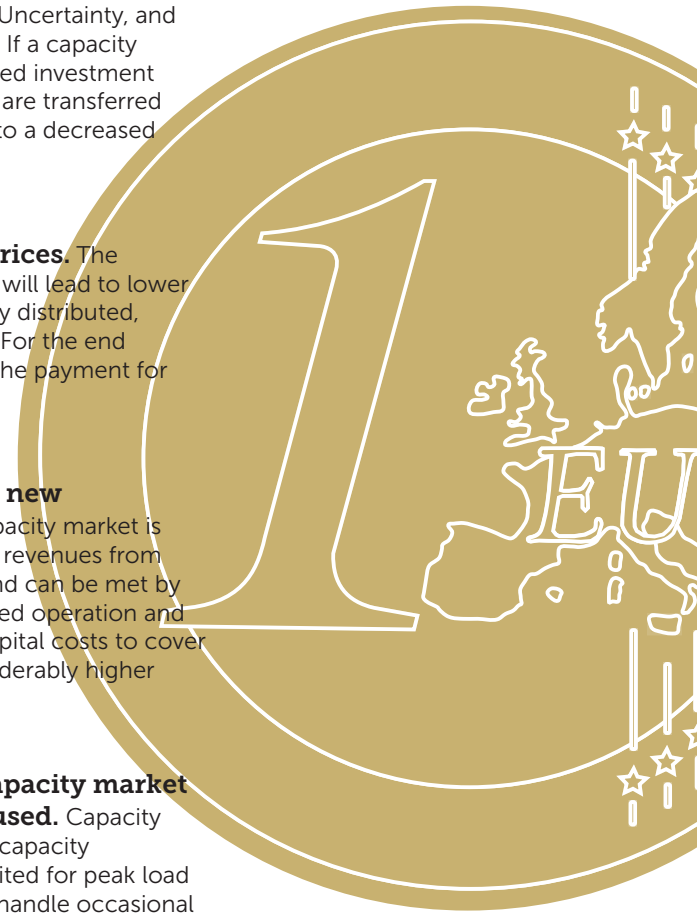 Uncertainty, and
If a capacity
ed investment
are transferred
to a decreased
rices. The
will lead to lower
y distributed,
For the end
he payment for
new
pacity market is
revenues from
nd can be met by
ed operation and
pital costs to cover
derably higher
apacity market
used. Capacity
capacity
ited for peak load
handle occasional
1
EU